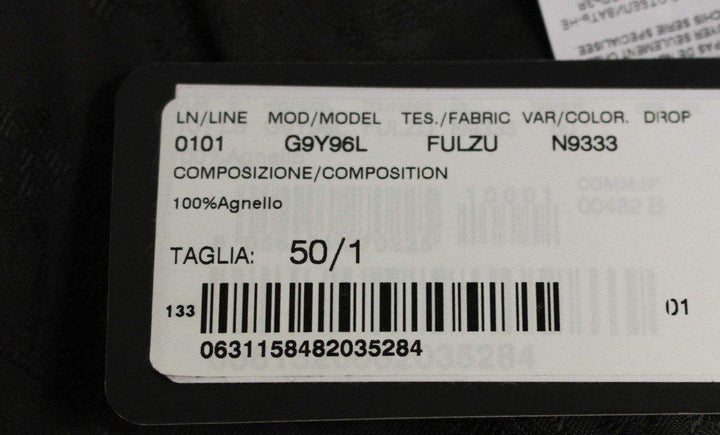 LN/LINE MOD/MODEL TES./FABRIC VAR/COLOR. DROP
0101 G9Y96L FULZU N9333
COMPOSIZIONE/COMPOSITION
100%Agnello
TAGLIA: 50/1
133 01
0631158482035284